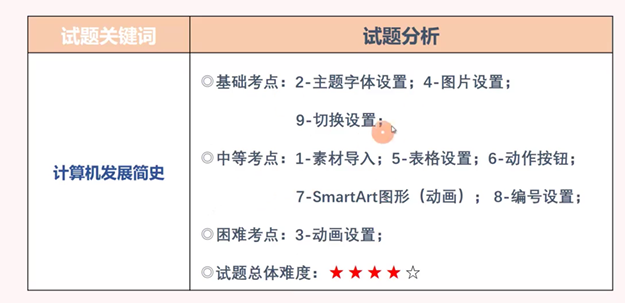 试题关键词
试题分析
计算机发展简史
◎基础考点：2-主题字体设置；4-图片设置；
9-切换设置；
◎中等考点：1-素材导入；5-表格设置；6-动作按钮；
7-SmartArt图形（动画）；8-编号设置；
◎困难考点：3-动画设置；
◎试题总体难度：★★★★☆